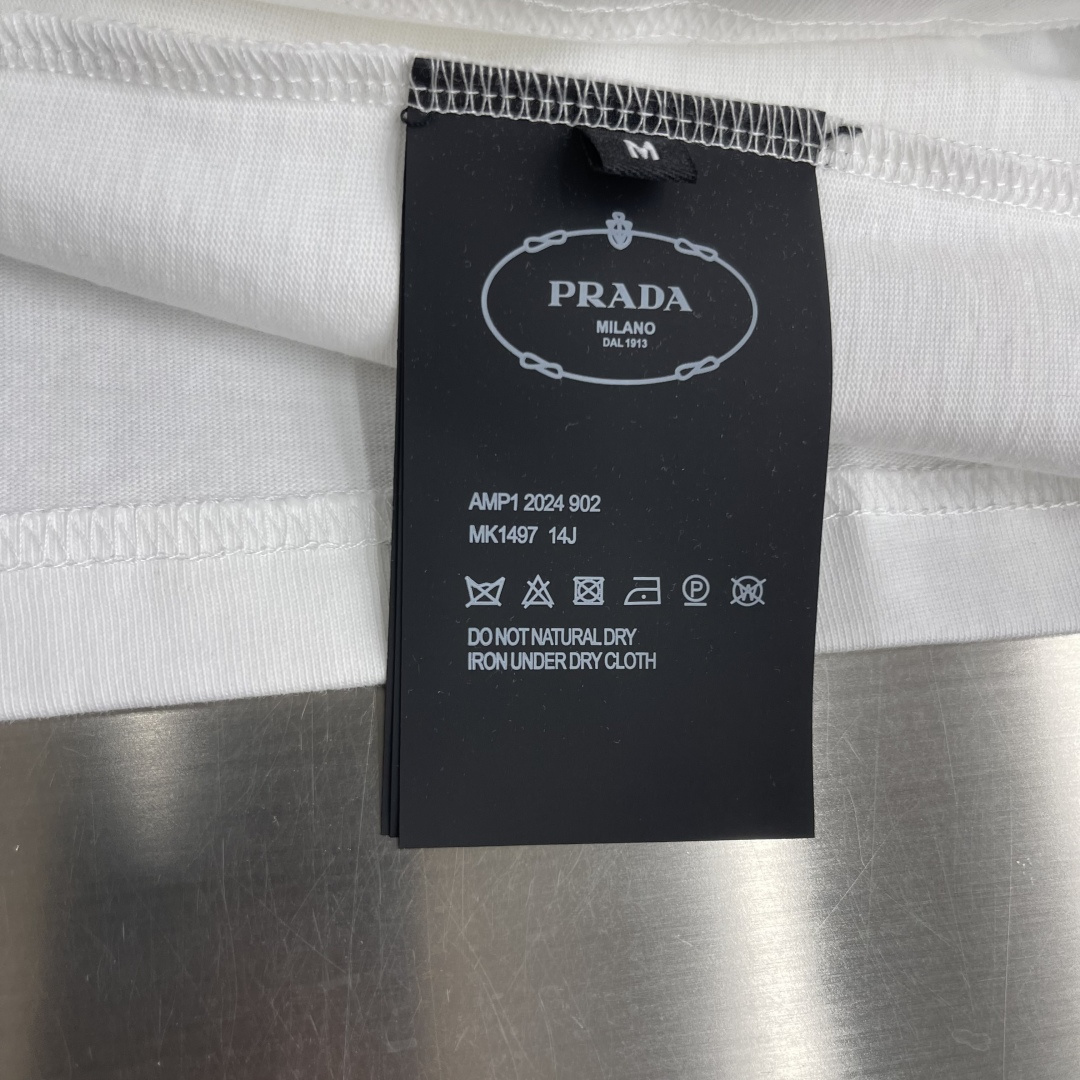 M
PRADA
MILANO
DAL 1913
AMP1 2024 902
MK1497 14J
P
W
DO NOT NATURAL DRY
IRON UNDER DRY CLOTH